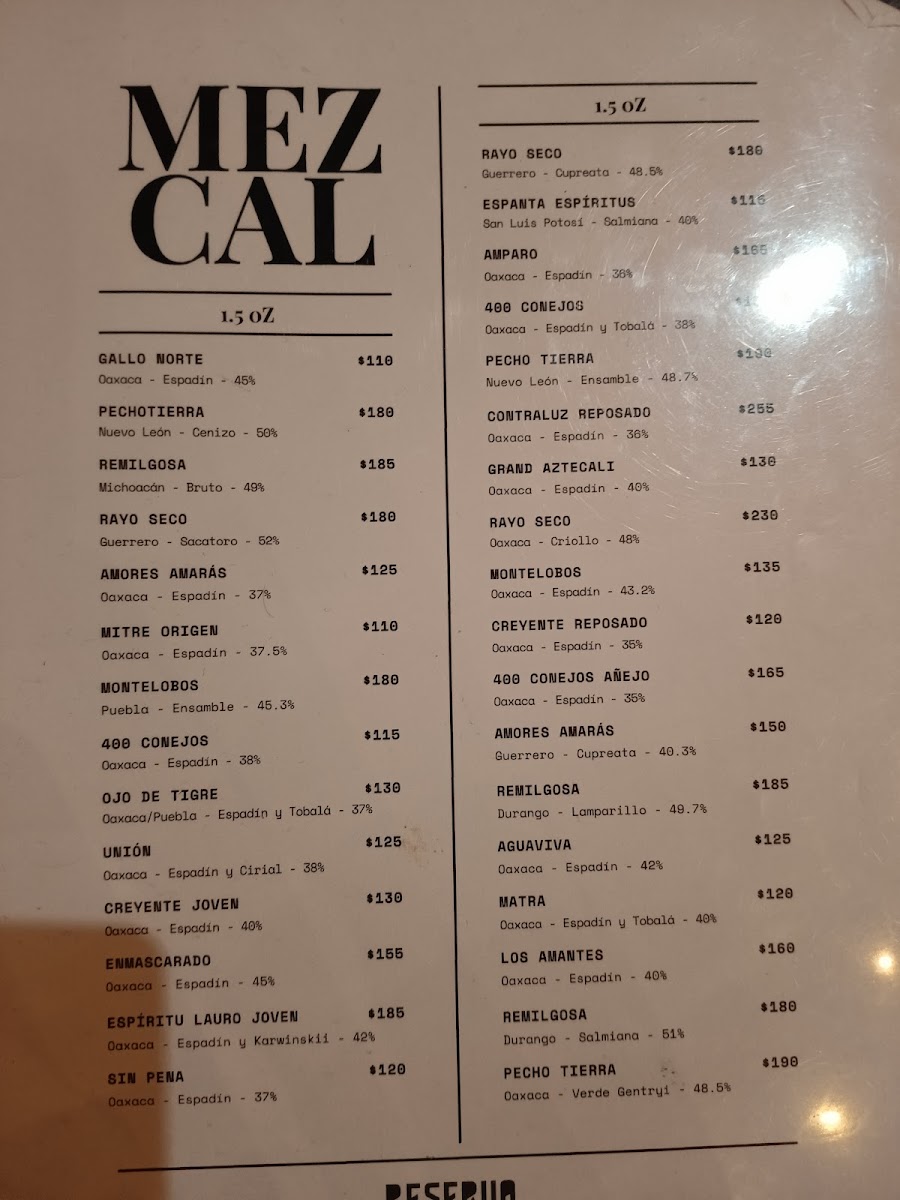 MEZ
CAL
1.5 oZ
GALLO NORTE $110
Oaxaca - Espadín - 45%
PECHOTIERRA $180
Nuevo León - Cenizo - 50%
REMILGOSA $185
Michoacán - Bruto - 49%
RAYO SECO $180
Guerrero - Sacatoro - 52%
AMORES AMARÁS $125
Oaxaca - Espadín - 37%
MITRE ORIGEN $110
Oaxaca - Espadín - 37.5%
MONTELOBOS $180
Puebla - Ensamble - 45.3%
400 CONEJOS $115
Oaxaca - Espadín - 38%
OJO DE TIGRE $130
Oaxaca/Puebla - Espadín y Tobalá - 37%
UNIÓN $125
Oaxaca - Espadín y Cirial - 38%
CREYENTE JOVEN $130
Oaxaca - Espadín - 40%
ENMASCARADO $155
Oaxaca - Espadín - 45%
ESPÍRITU LAURO JOVEN $185
Oaxaca - Espadín y Karwinskii - 42%
SIN PENA $120
Oaxaca - Espadín - 37%
1.5 oZ
RAYO SECO $180
Guerrero - Cupreata - 48.5%
ESPANTA ESPÍRITUS $116
San Luis Potosí - Salmiana - 40%
AMPARO $165
Oaxaca - Espadín - 36%
400 CONEJOS
Oaxaca - Espadín y Tobalá - 38%
PECHO TIERRA
Nuevo León - Ensamble - 48.7%
CONTRALUZ REPOSADO $255
Oaxaca - Espadín - 36%
GRAND AZTECALI $130
Oaxaca - Espadín - 40%
RAYO SECO $230
Oaxaca - Criollo - 48%
MONTELOBOS $135
Oaxaca - Espadín - 43.2%
CREYENTE REPOSADO $120
Oaxaca - Espadín - 35%
400 CONEJOS AÑEJO $165
Oaxaca - Espadín - 35%
AMORES AMARÁS $150
Guerrero - Cupreata - 40.3%
REMILGOSA $185
Durango - Lamparillo - 49.7%
AGUAVIVA $125
Oaxaca - Espadín - 42%
MATRA $120
Oaxaca - Espadín y Tobalá - 40%
LOS AMANTES $160
Oaxaca - Espadín - 40%
REMILGOSA $180
Durango - Salmiana - 51%
PECHO TIERRA $190
Oaxaca - Verde Gentryi - 48.5%